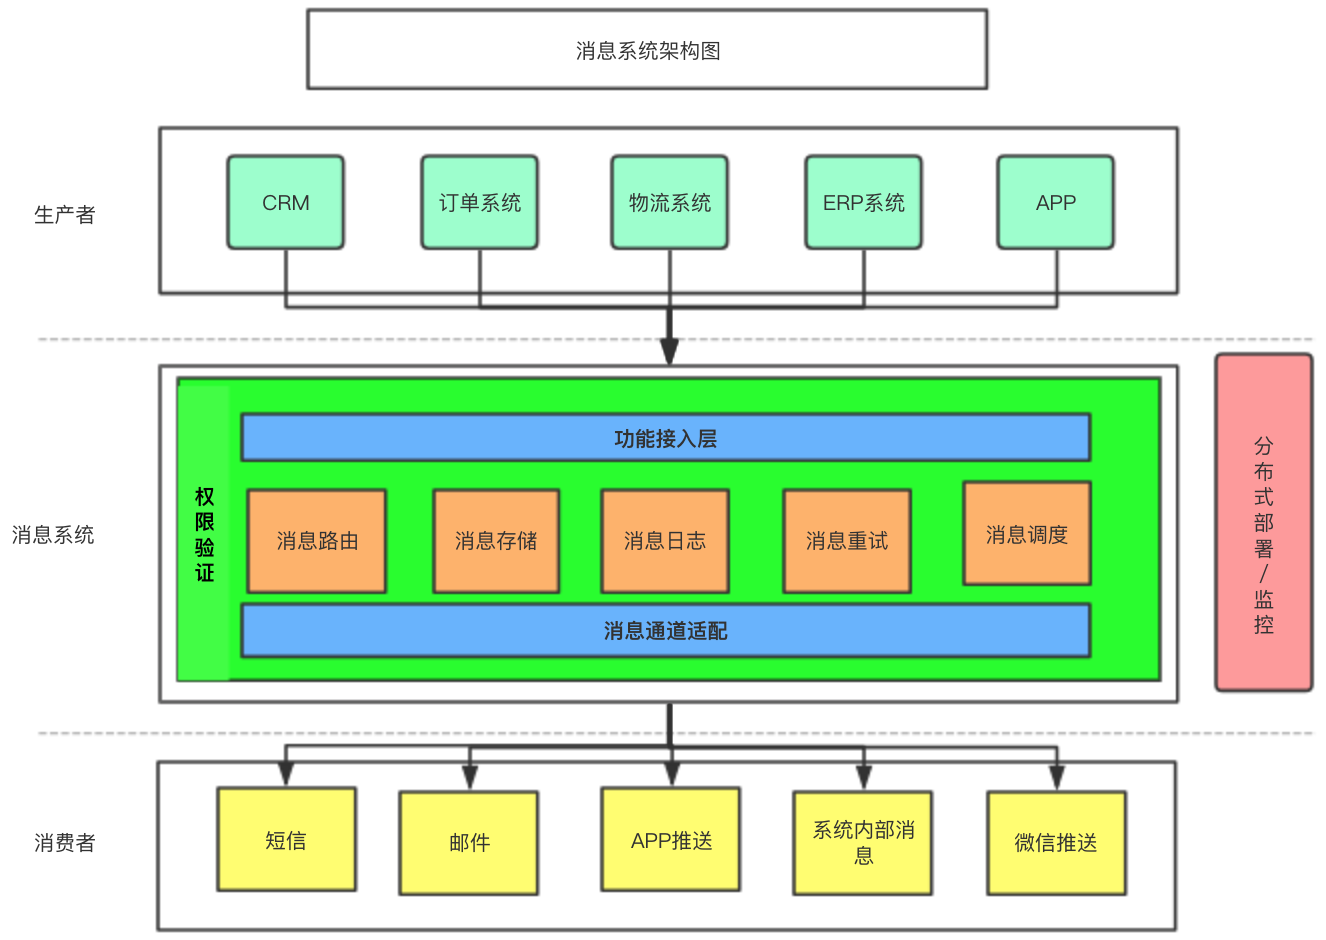 消息系统架构图
生产者
CRM
订单系统
物流系统
ERP系统
APP
消息系统
权
限
验
证
功能接入层
消息路由
消息存储
消息日志
消息重试
消息调度
消息通道适配
分
布
式
部
署
/
监
控
消费者
短信
邮件
APP推送
系统内部消
息
微信推送